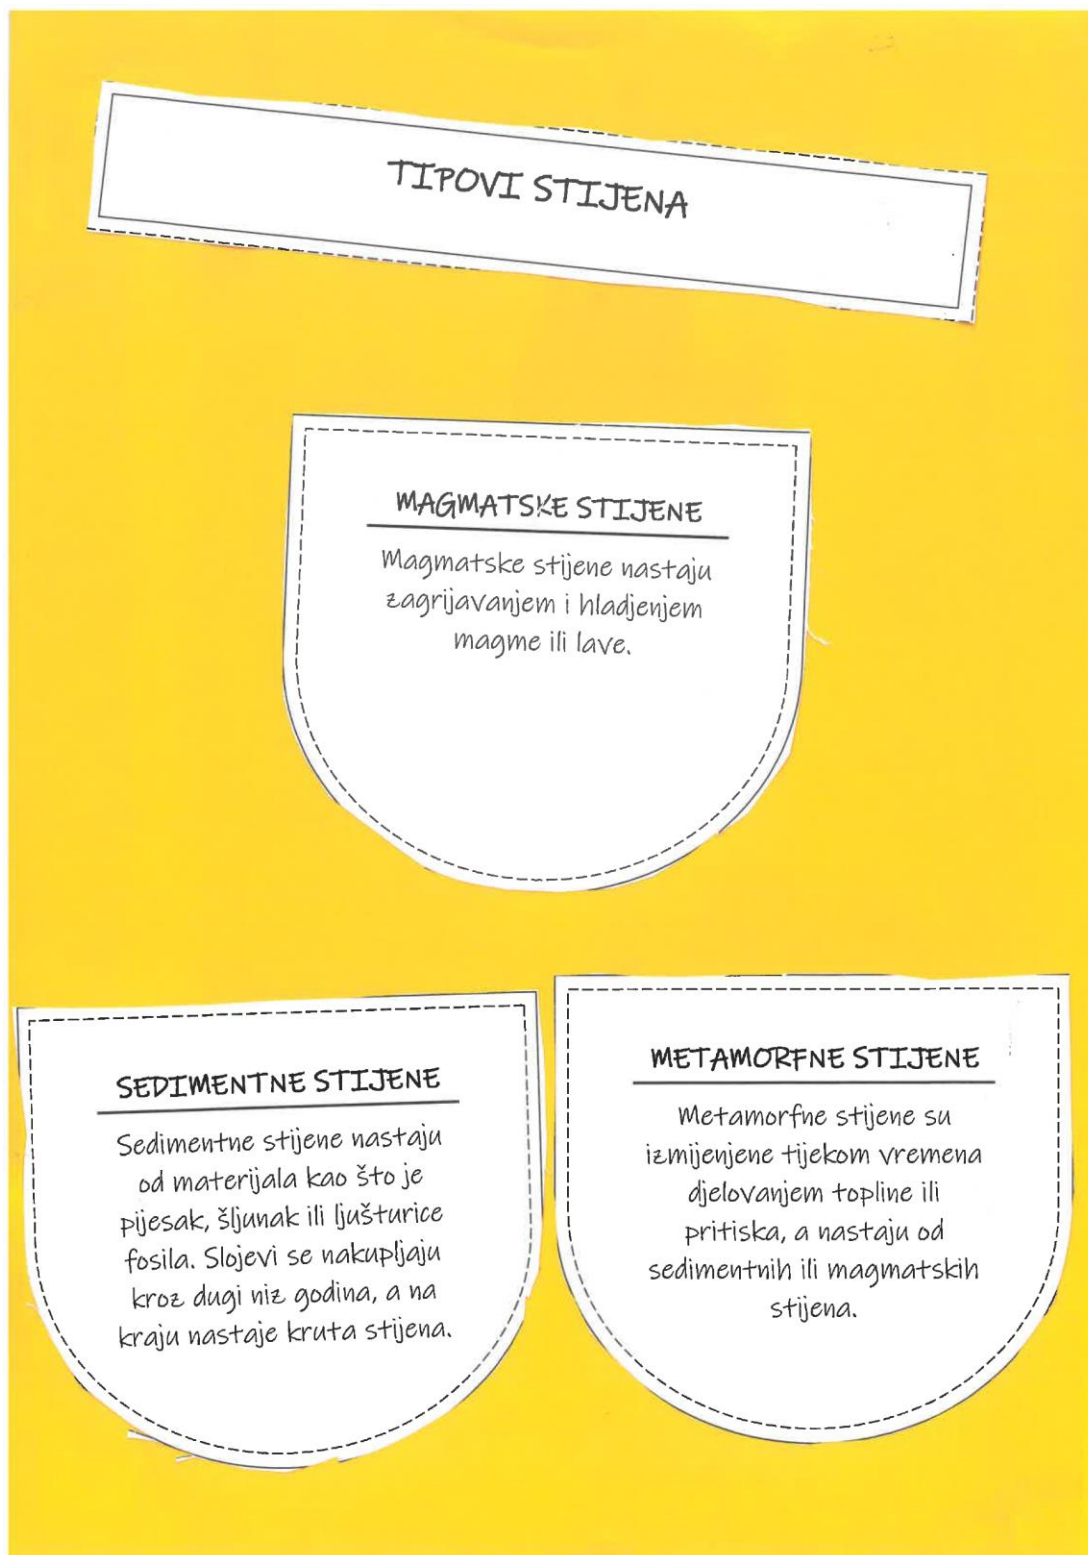 TIPOVI STIJENA
MAGMATSKE STIJENE
Magmatske stijene nastaju
zagrijavanjem i hladjenjem
magme ili lave.
SEDIMENTNE STIJENE
Sedimentne stijene nastaju
od materijala kao što je
pijesak, šljunak ili ljušturice
fosila. Slojevi se nakupljaju
kroz dugi niz godina, a na
kraju nastaje kruta stijena.
METAMORFNE STIJENE
Metamorfne stijene su
izmijenjene tijekom vremena
djelovanjem topline ili
pritiska, a nastaju od
sedimentnih ili magmatskih
stijena.